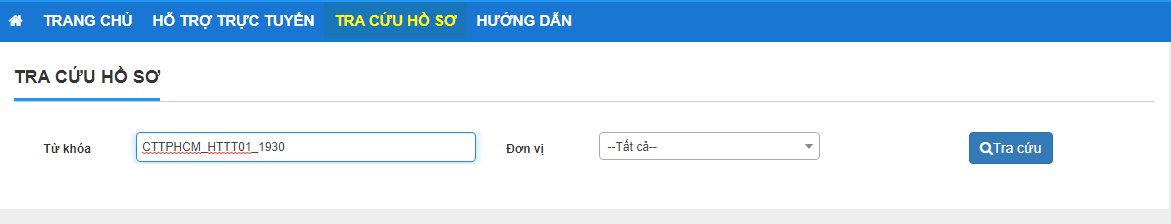 TRANG CHỦ HỖ TRỢ TRỰC TUYẾN TRA CỨU HỒ SƠ HƯỚNG DẪN
TRA CỨU HỒ SƠ
Từ khóa CTTPHCM_HTTT01_1930 Đơn vị --Tất cả-- Tra cứu